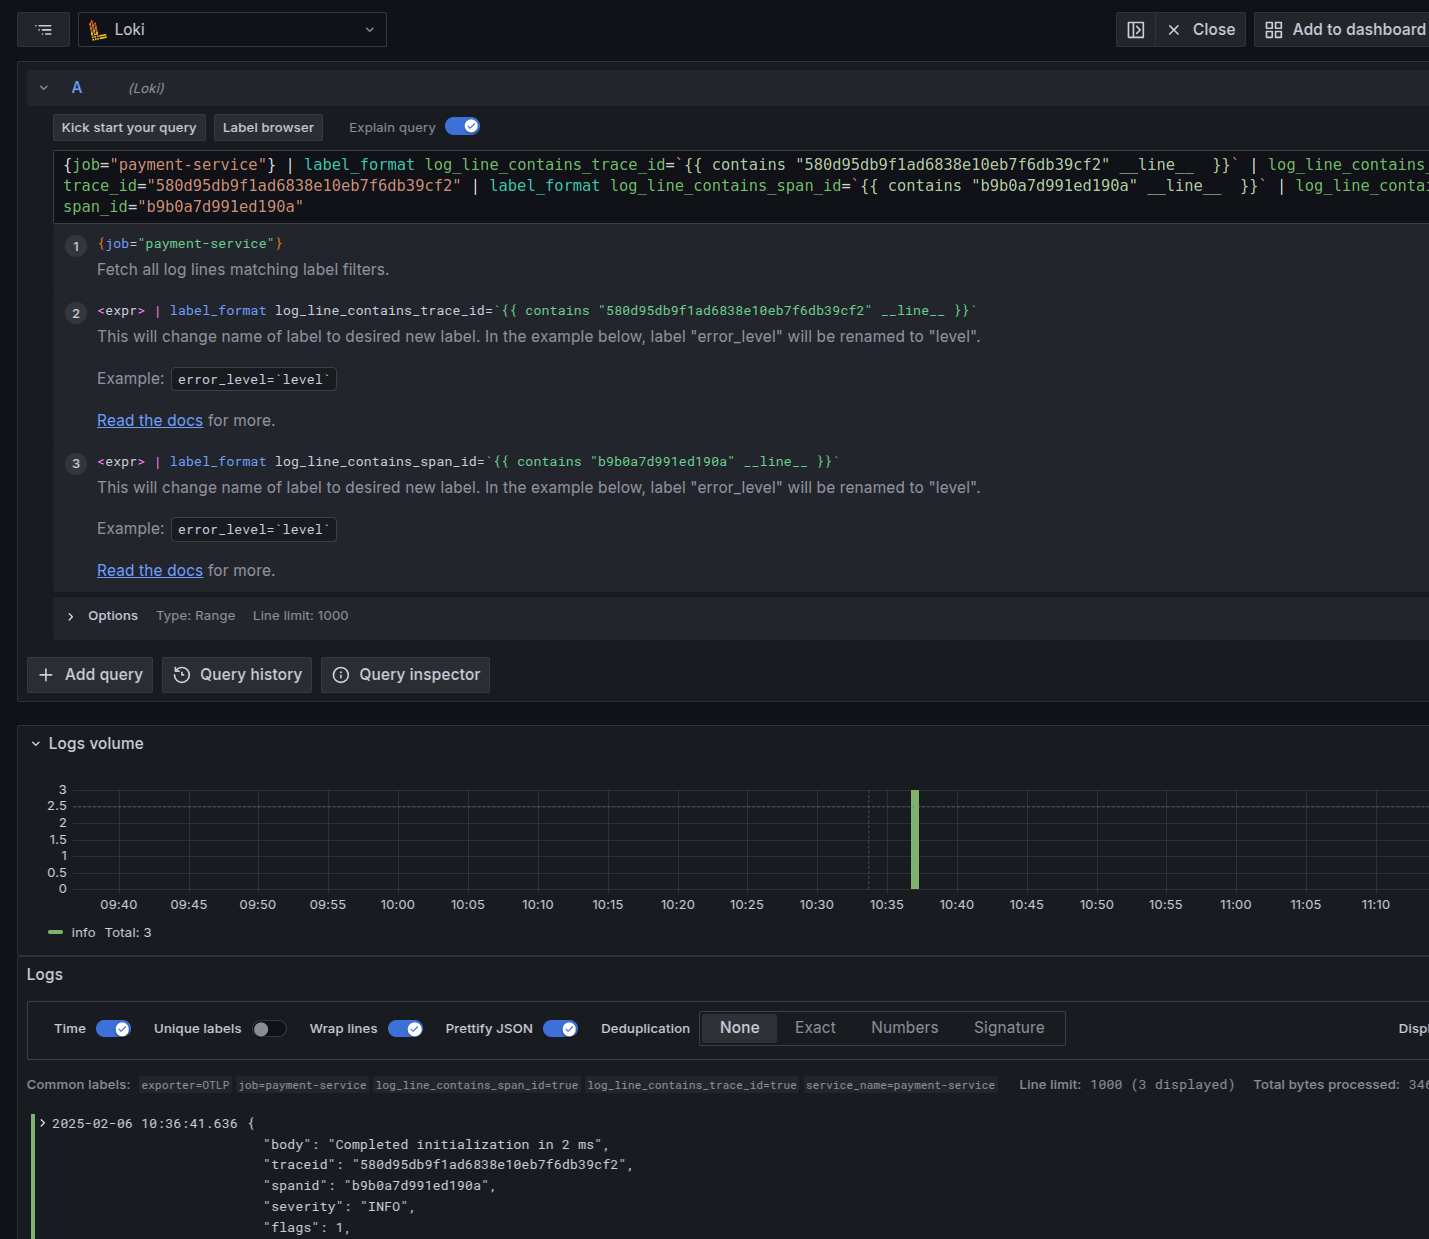 Loki
Close
Add to dashboard
A (Loki)
Kick start your query
Label browser
Explain query
{job="payment-service"} | label_format log_line_contains_trace_id=`{{ contains "580d95db9f1ad6838e10eb7f6db39cf2" __line__  }}` | log_line_contains_
trace_id="580d95db9f1ad6838e10eb7f6db39cf2" | label_format log_line_contains_span_id=`{{ contains "b9b0a7d991ed190a" __line__  }}` | log_line_contai
span_id="b9b0a7d991ed190a"
1 {job="payment-service"}
Fetch all log lines matching label filters.
2 <expr> | label_format log_line_contains_trace_id=`{{ contains "580d95db9f1ad6838e10eb7f6db39cf2" __line__ }}`
This will change name of label to desired new label. In the example below, label "error_level" will be renamed to "level".
Example: error_level=`level`
Read the docs for more.
3 <expr> | label_format log_line_contains_span_id=`{{ contains "b9b0a7d991ed190a" __line__ }}`
This will change name of label to desired new label. In the example below, label "error_level" will be renamed to "level".
Example: error_level=`level`
Read the docs for more.
Options Type: Range Line limit: 1000
Add query
Query history
Query inspector
Logs volume
3
2.5
2
1.5
1
0.5
0
09:40 09:45 09:50 09:55 10:00 10:05 10:10 10:15 10:20 10:25 10:30 10:35 10:40 10:45 10:50 10:55 11:00 11:05 11:10
info Total: 3
Logs
Time Unique labels Wrap lines Prettify JSON Deduplication None Exact Numbers Signature Displ
Common labels: exporter=OTLP job=payment-service log_line_contains_span_id=true log_line_contains_trace_id=true service_name=payment-service Line limit: 1000 (3 displayed) Total bytes processed: 346
2025-02-06 10:36:41.636 {
"body": "Completed initialization in 2 ms",
"traceid": "580d95db9f1ad6838e10eb7f6db39cf2",
"spanid": "b9b0a7d991ed190a",
"severity": "INFO",
"flags": 1,